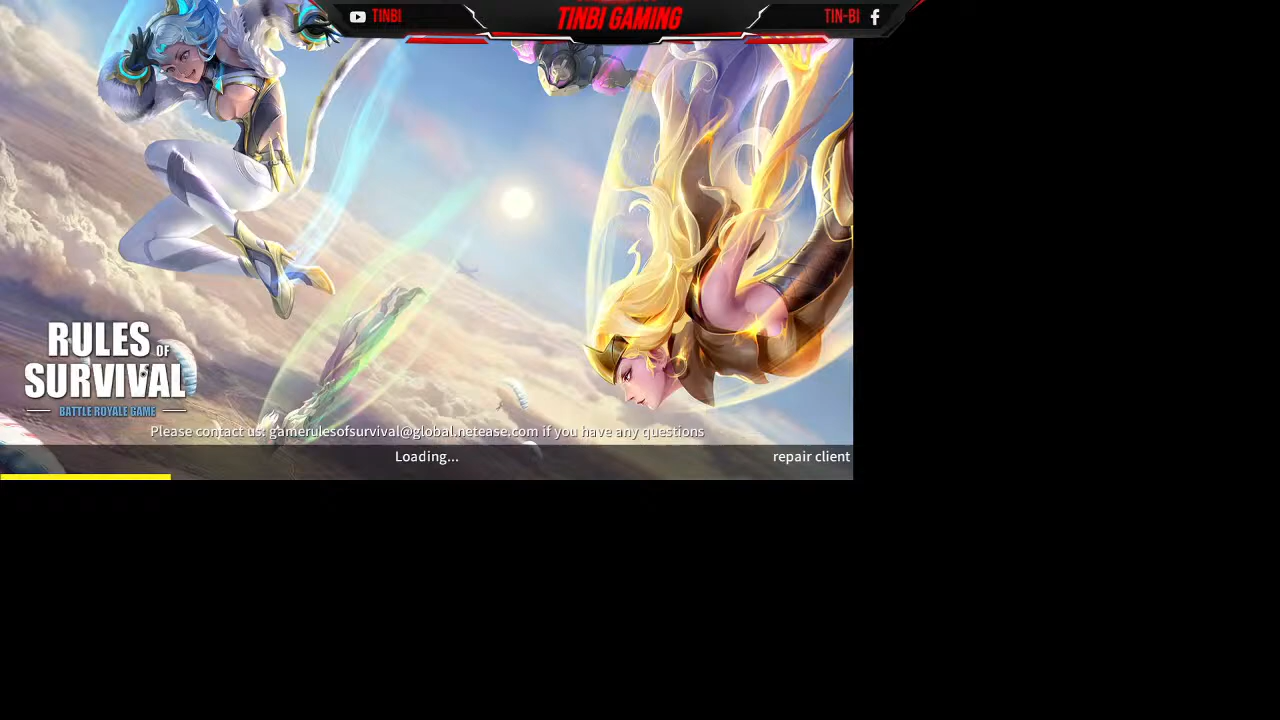 TINBI
TINBI GAMING
TIN-BI
RULES OF
SURVIVAL
BATTLE ROYALE GAME
Please contact us: gamerulesofsurvival@global.netease.com if you have any questions
Loading...
repair client